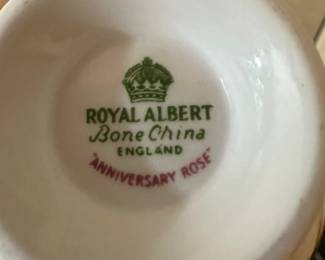 ROYAL ALBERT
Bone China
ENGLAND
"ANNIVERSARY ROSE"